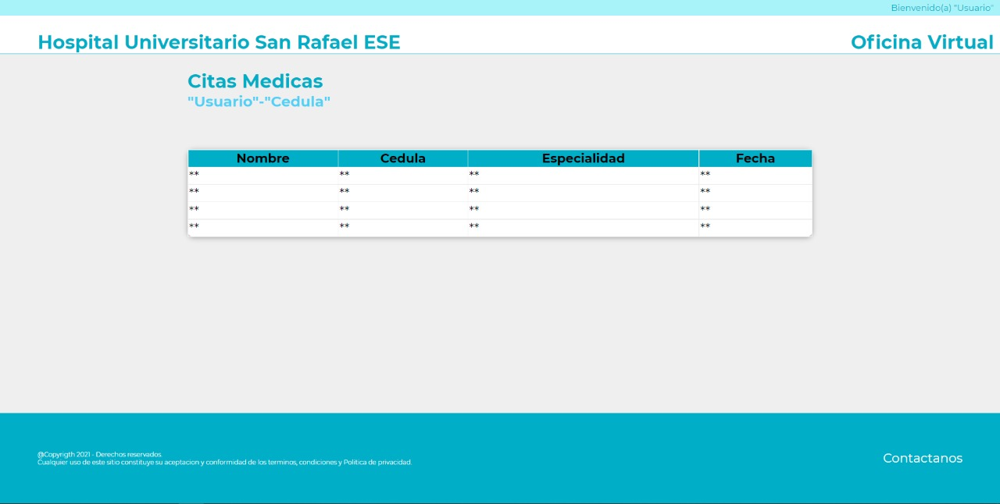 Bienvenido(a) "Usuario"
Hospital Universitario San Rafael ESE
Oficina Virtual
Citas Medicas
"Usuario"-"Cedula"
Nombre Cedula Especialidad Fecha
** ** ** **
** ** ** **
** ** ** **
** ** ** **
@Copyrigth 2021 - Derechos reservados.
Cualquier uso de este sitio constituye su aceptacion y conformidad de los terminos, condiciones y Politica de privacidad.
Contactanos